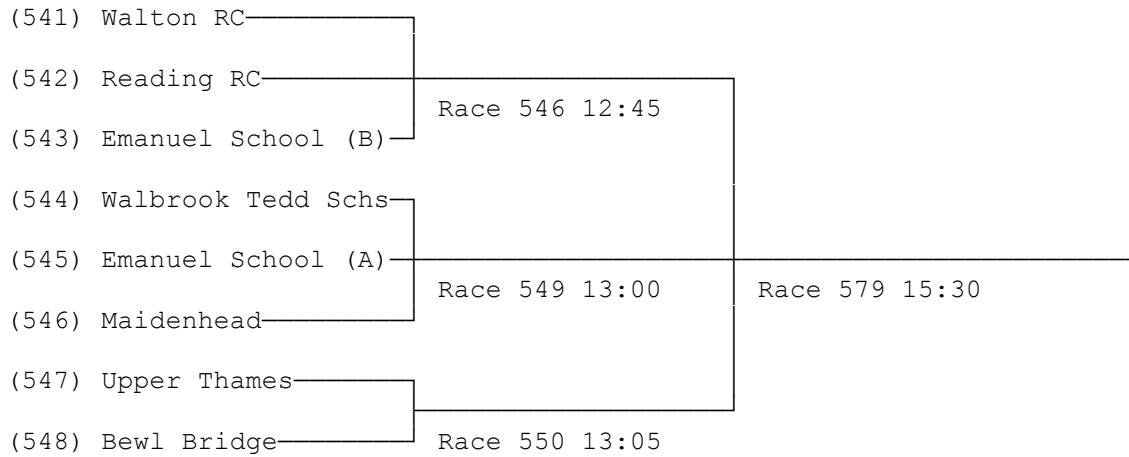 (541) Walton RC
(542) Reading RC
Race 546 12:45
(543) Emanuel School (B)
(544) Walbrook Tedd Schs
(545) Emanuel School (A)
Race 549 13:00 Race 579 15:30
(546) Maidenhead
(547) Upper Thames
(548) Bewl Bridge Race 550 13:05